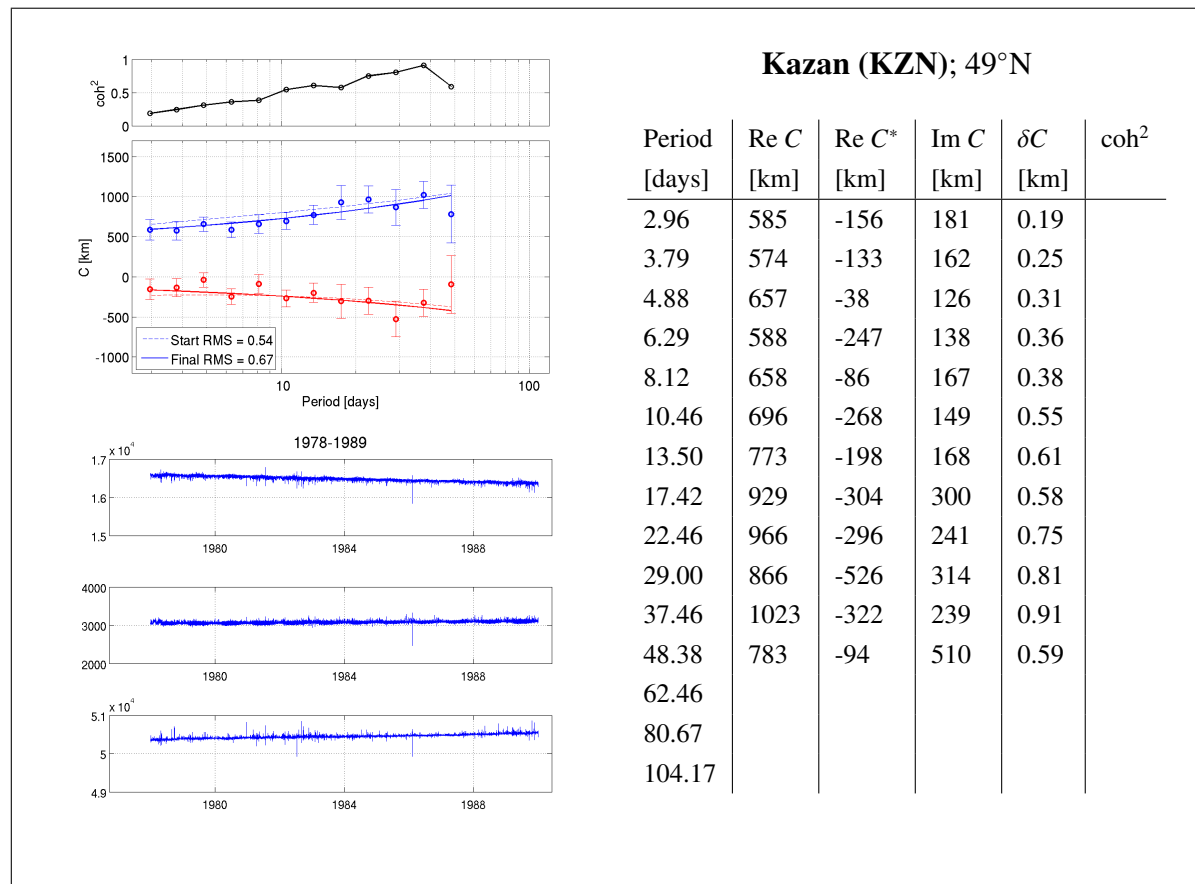 coh2
1
0.5
0
C [km]
1500
1000
500
0
-500
-1000
Start RMS = 0.54
Final RMS = 0.67
10
100
Period [days]
1978-1989
x 10^4
1.7
1.6
1.5
1980 1984 1988
4000
3000
2000
1980 1984 1988
x 10^4
5.1
5
4.9
1980 1984 1988
Kazan (KZN); 49°N
Period Re C Re C* Im C δC coh2
[days] [km] [km] [km] [km]
2.96 585 -156 181 0.19
3.79 574 -133 162 0.25
4.88 657 -38 126 0.31
6.29 588 -247 138 0.36
8.12 658 -86 167 0.38
10.46 696 -268 149 0.55
13.50 773 -198 168 0.61
17.42 929 -304 300 0.58
22.46 966 -296 241 0.75
29.00 866 -526 314 0.81
37.46 1023 -322 239 0.91
48.38 783 -94 510 0.59
62.46
80.67
104.17